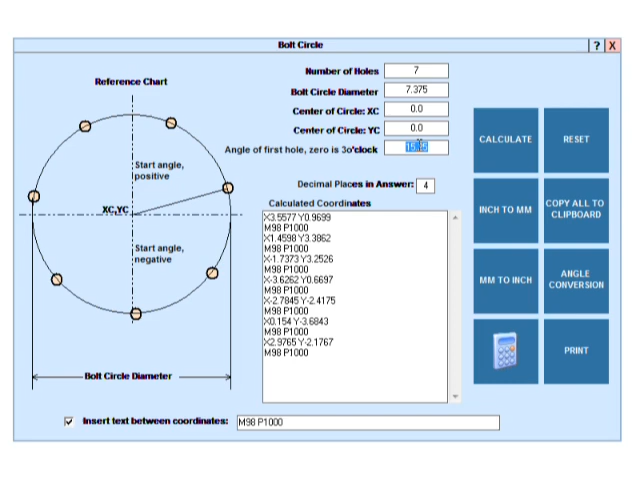 Bolt Circle
? X
Reference Chart
Number of Holes 7
Bolt Circle Diameter 7.375
Center of Circle: XC 0.0
Center of Circle: YC 0.0
Angle of first hole, zero is 3o'clock
Decimal Places in Answer: 4
Calculated Coordinates
X3.5577 Y0.9699
M98 P1000
X1.4598 Y3.3862
M98 P1000
X-1.7373 Y3.2526
M98 P1000
X-3.6262 Y0.6697
M98 P1000
X-2.7845 Y-2.4175
M98 P1000
X0.154 Y-3.6843
M98 P1000
X2.9765 Y-2.1767
M98 P1000
Start angle,
positive
XC,YC
Start angle,
negative
Bolt Circle Diameter
CALCULATE
RESET
INCH TO MM
COPY ALL TO
CLIPBOARD
MM TO INCH
ANGLE
CONVERSION
PRINT
Insert text between coordinates: M98 P1000